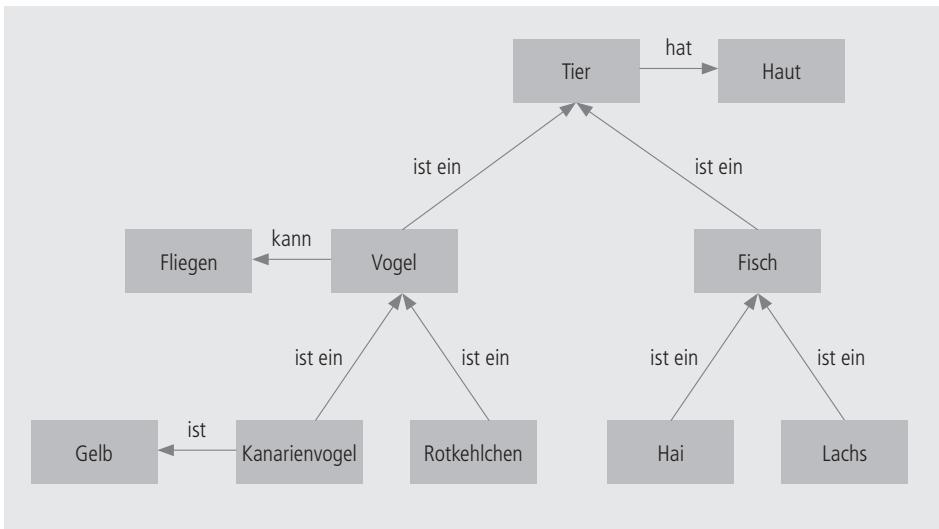 hat
Tier
Haut
ist ein
ist ein
kann
Fliegen
Vogel
Fisch
ist ein
ist ein
ist ein
ist ein
ist
Gelb
Kanarienvogel
Rotkehlchen
Hai
Lachs